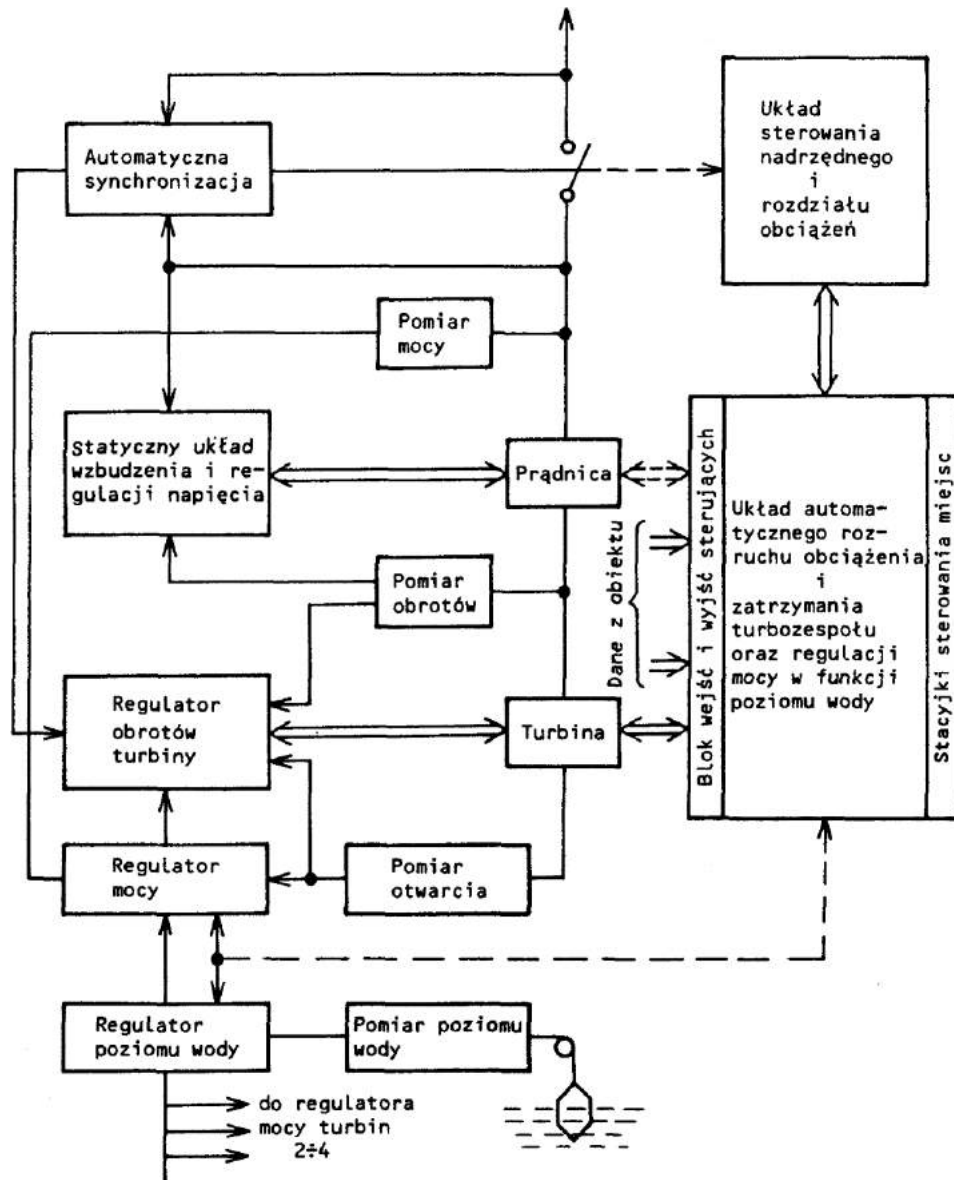 Automatyczna
synchronizacja
Układ
sterowania
nadrzędnego
i
rozdziału
obciążeń
Pomiar
mocy
Statyczny układ
wzbudzenia i re-
gulacji napięcia
Prądnica
Pomiar
obrotów
Dane z obiektu
Blok wejść i wyjść sterujących
Układ automa-
tycznego roz-
ruchu obciążenia
i
zatrzymania
turbozespołu
oraz regulacji
mocy w funkcji
poziomu wody
Stacyjki sterowania miejsc
Regulator
obrotów
turbiny
Turbina
Regulator
mocy
Pomiar
otwarcia
Regulator
poziomu wody
Pomiar poziomu
wody
do regulatora
mocy turbin
2÷4